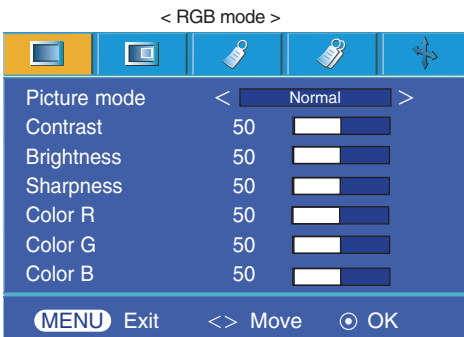 < RGB mode >
Picture mode < Normal >
Contrast 50
Brightness 50
Sharpness 50
Color R 50
Color G 50
Color B 50
MENU Exit <> Move ⊙ OK